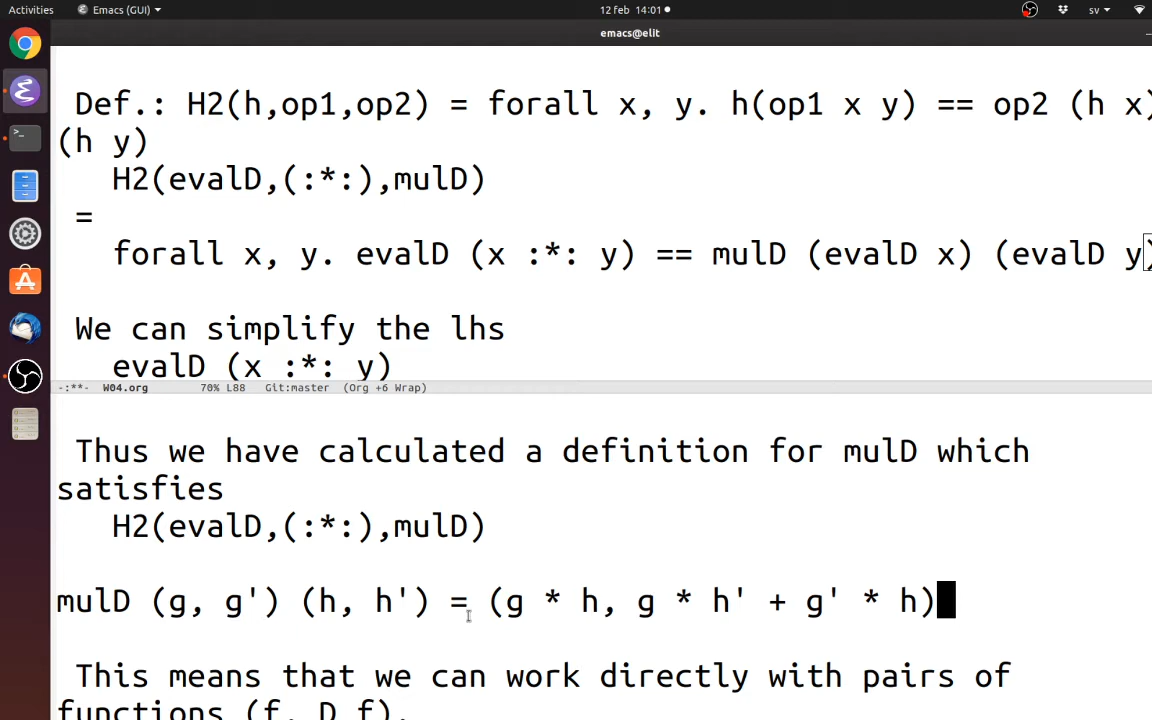 Activities Emacs (GUI) 12 feb 14:01 sv
emacs@elit
Def.: H2(h,op1,op2) = forall x, y. h(op1 x y) == op2 (h x)
(h y)
H2(evalD,(:*:),mulD)
=
forall x, y. evalD (x :*: y) == mulD (evalD x) (evalD y)
We can simplify the lhs
evalD (x :*: y)
-:**- W04.org 70% L88 Git:master (Org +6 Wrap)
Thus we have calculated a definition for mulD which
satisfies
H2(evalD,(:*:),mulD)
mulD (g, g') (h, h') = (g * h, g * h' + g' * h)
This means that we can work directly with pairs of
functions (f, D f).